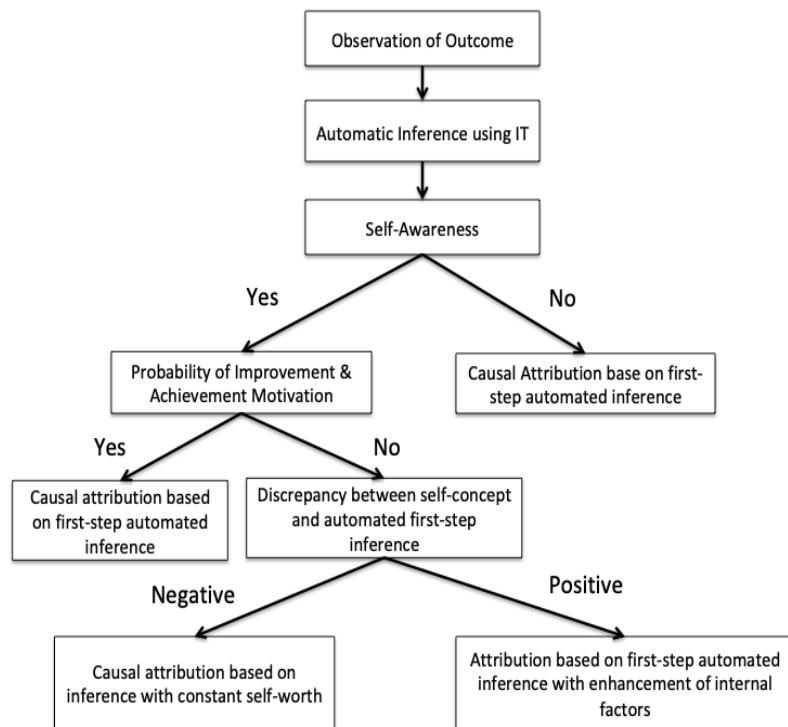 Observation of Outcome
Automatic Inference using IT
Self-Awareness
Yes
No
Probability of Improvement &
Achievement Motivation
Causal Attribution base on first-
step automated inference
Yes
No
Causal attribution based
on first-step automated
inference
Discrepancy between self-concept
and automated first-step
inference
Negative
Positive
Causal attribution based on
inference with constant self-worth
Attribution based on first-step automated
inference with enhancement of internal
factors